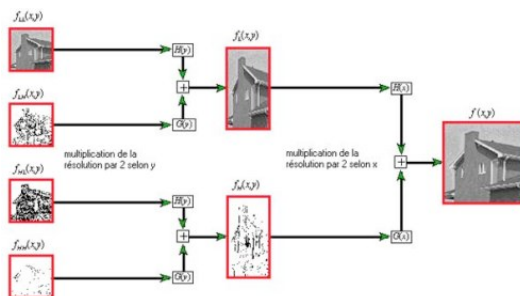 f_LL(x,y)
H(y)
f_L(x,y)
+
H(x)
f_LH(x,y)
G(y)
f(x,y)
multiplication de la
résolution par 2 selon y
multiplication de la
résolution par 2 selon x
+
f_HL(x,y)
H(y)
f_H(x,y)
+
G(x)
f_HH(x,y)
G(y)